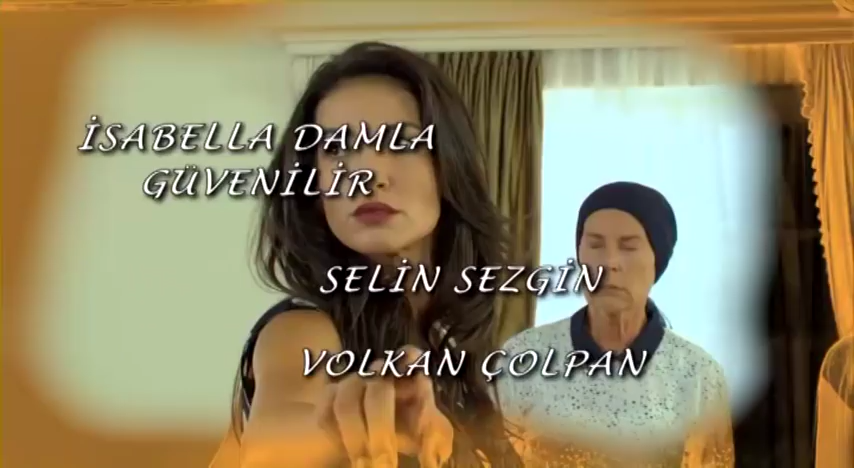 İSABELLA DAMLA
GÜVENİLİR
SELİN SEZGİN
VOLKAN ÇOLPAN